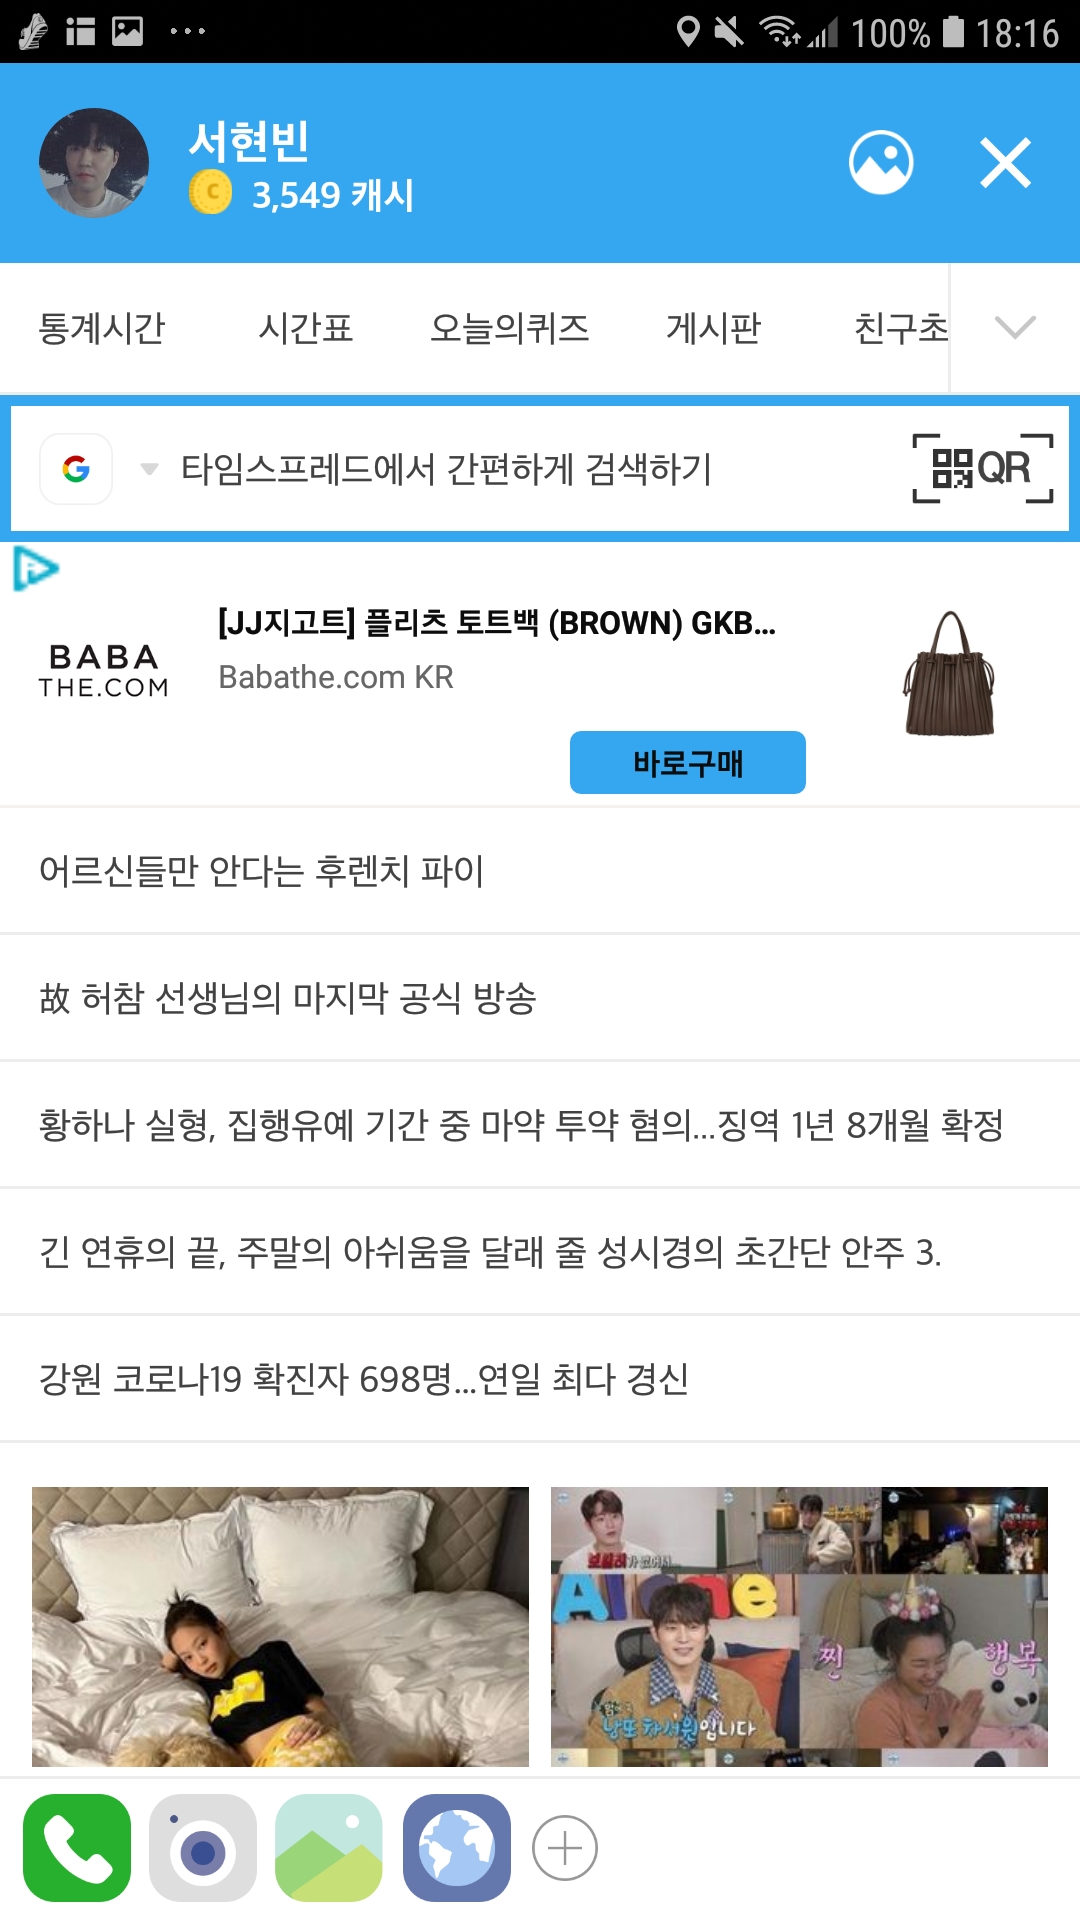 100% 18:16
서현빈
C 3,549 캐시
통계시간 시간표 오늘의퀴즈 게시판 친구초
G 타임스프레드에서 간편하게 검색하기 QR
[JJ지고트] 플리츠 토트백 (BROWN) GKB...
BABA
THE.COM
Babathe.com KR
바로구매
어르신들만 안다는 후렌치 파이
故 허참 선생님의 마지막 공식 방송
황하나 실형, 집행유예 기간 중 마약 투약 혐의...징역 1년 8개월 확정
긴 연휴의 끝, 주말의 아쉬움을 달래 줄 성시경의 초간단 안주 3.
강원 코로나19 확진자 698명...연일 최다 경신
Alone
찐 행복
낭또 차서원입니다